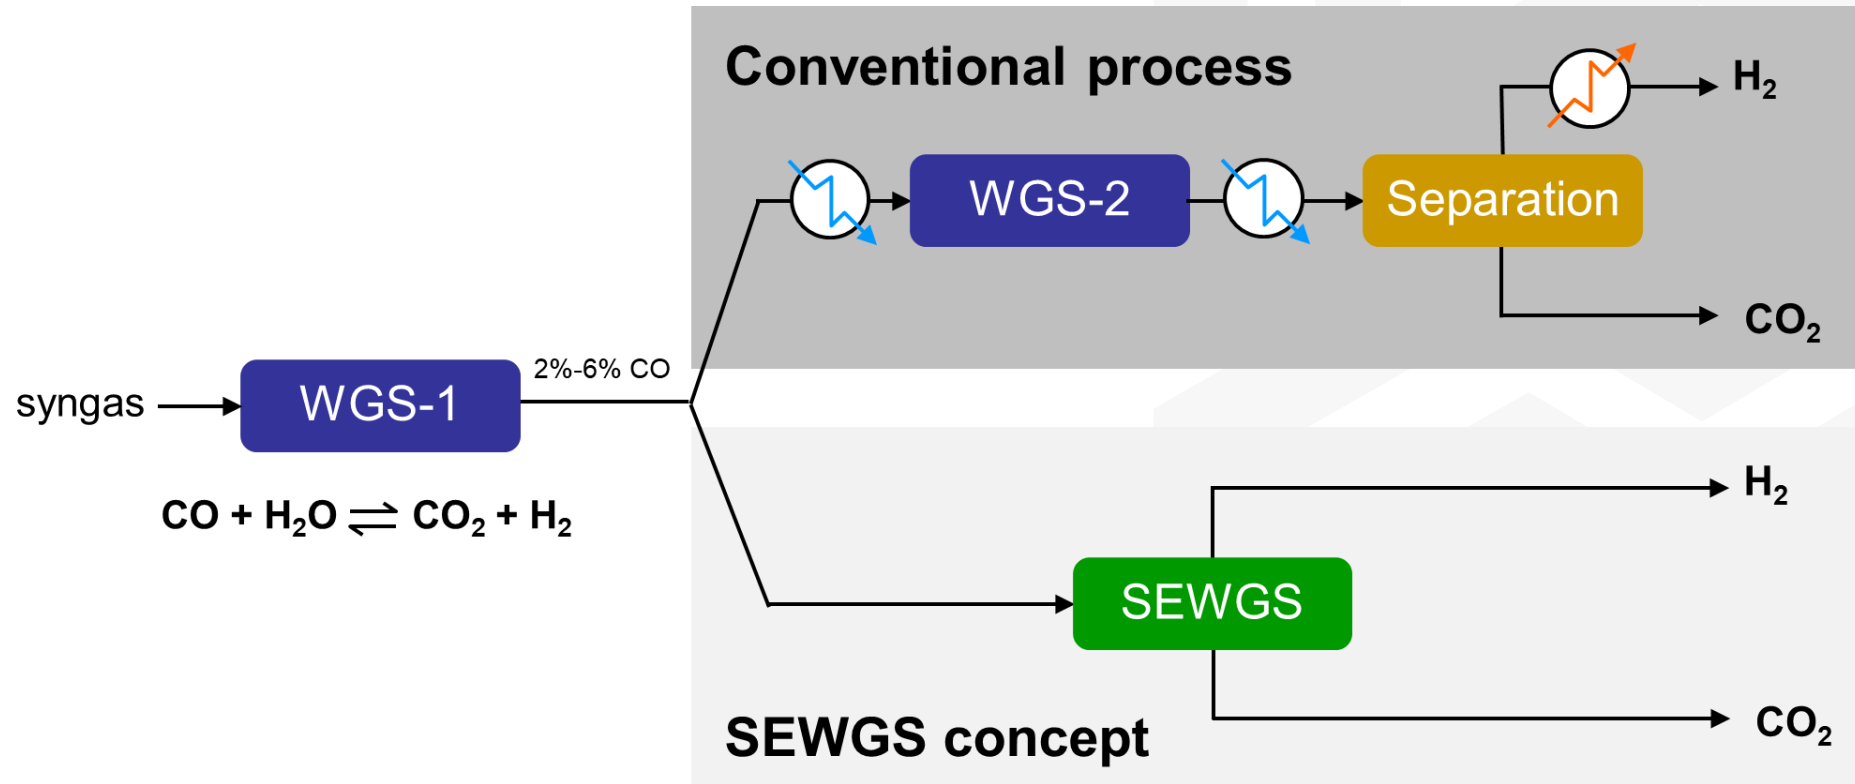 Conventional process
H₂
WGS-2
Separation
CO₂
2%-6% CO
syngas
WGS-1
CO + H₂O ⇌ CO₂ + H₂
H₂
SEWGS
CO₂
SEWGS concept